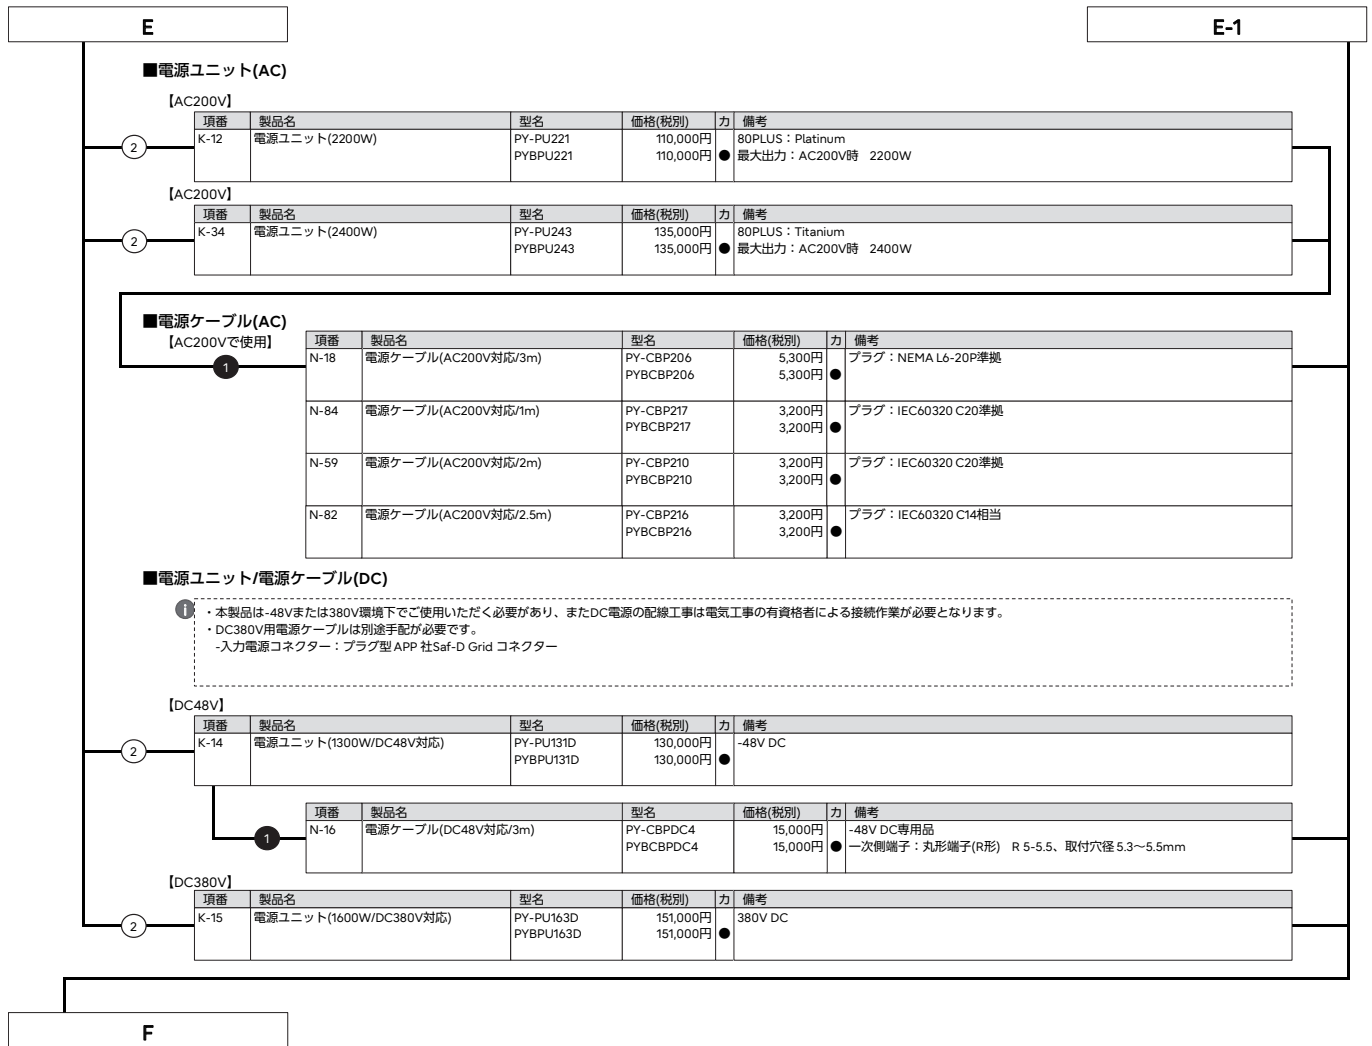 E
E-1
■電源ユニット(AC)
【AC200V】
項番 製品名 型名 価格(税別) カ 備考
2 K-12 電源ユニット(2200W) PY-PU221 110,000円 80PLUS：Platinum
PYBPU221 110,000円 ● 最大出力：AC200V時 2200W
【AC200V】
項番 製品名 型名 価格(税別) カ 備考
2 K-34 電源ユニット(2400W) PY-PU243 135,000円 80PLUS：Titanium
PYBPU243 135,000円 ● 最大出力：AC200V時 2400W
■電源ケーブル(AC)
【AC200Vで使用】
項番 製品名 型名 価格(税別) カ 備考
1 N-18 電源ケーブル(AC200V対応/3m) PY-CBP206 5,300円 プラグ：NEMA L6-20P準拠
PYBCBP206 5,300円 ●
N-84 電源ケーブル(AC200V対応/1m) PY-CBP217 3,200円 プラグ：IEC60320 C20準拠
PYBCBP217 3,200円 ●
N-59 電源ケーブル(AC200V対応/2m) PY-CBP210 3,200円 プラグ：IEC60320 C20準拠
PYBCBP210 3,200円 ●
N-82 電源ケーブル(AC200V対応/2.5m) PY-CBP216 3,200円 プラグ：IEC60320 C14相当
PYBCBP216 3,200円 ●
■電源ユニット/電源ケーブル(DC)
i ・本製品は-48Vまたは380V環境下でご使用いただく必要があり、またDC電源の配線工事は電気工事の有資格者による接続作業が必要となります。
・DC380V用電源ケーブルは別途手配が必要です。
-入力電源コネクター：プラグ型 APP 社Saf-D Grid コネクター
【DC48V】
項番 製品名 型名 価格(税別) カ 備考
2 K-14 電源ユニット(1300W/DC48V対応) PY-PU131D 130,000円 -48V DC
PYBPU131D 130,000円 ●
項番 製品名 型名 価格(税別) カ 備考
1 N-16 電源ケーブル(DC48V対応/3m) PY-CBPDC4 15,000円 -48V DC専用品
PYBCBPDC4 15,000円 ● 一次側端子：丸形端子(R形) R 5-5.5、取付穴径 5.3～5.5mm
【DC380V】
項番 製品名 型名 価格(税別) カ 備考
2 K-15 電源ユニット(1600W/DC380V対応) PY-PU163D 151,000円 380V DC
PYBPU163D 151,000円 ●
F